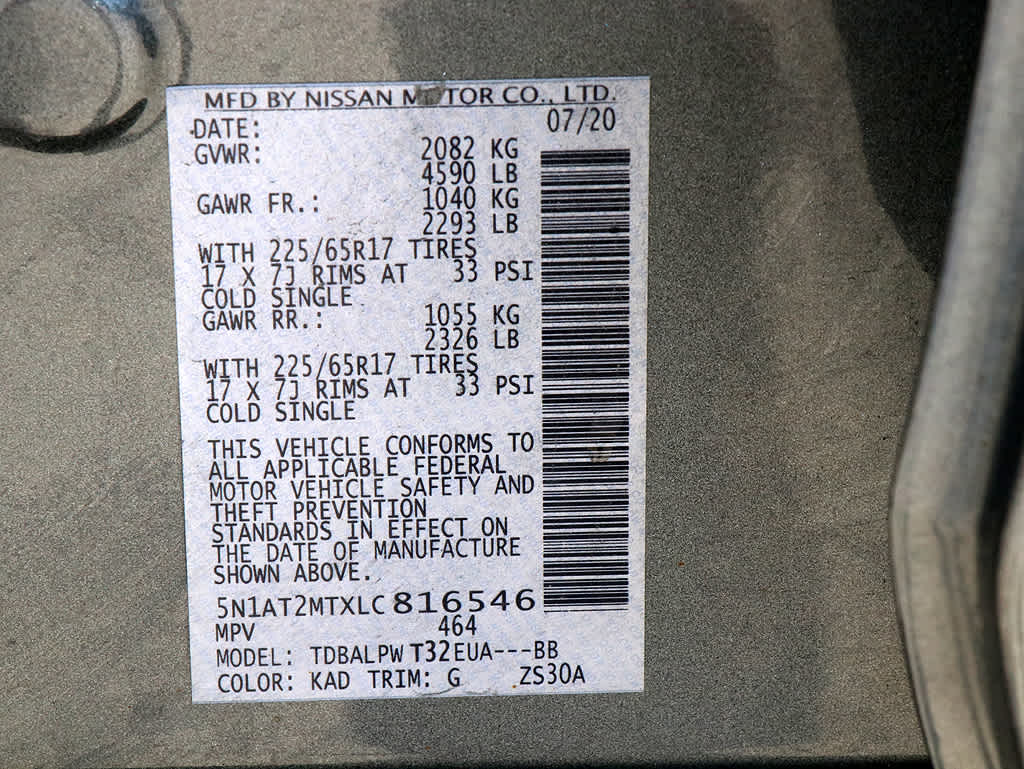 MFD BY NISSAN MOTOR CO., LTD.
DATE: 07/20
GVWR: 2082 KG
4590 LB
GAWR FR.: 1040 KG
2293 LB
WITH 225/65R17 TIRES
17 X 7J RIMS AT 33 PSI
COLD SINGLE
GAWR RR.: 1055 KG
2326 LB
WITH 225/65R17 TIRES
17 X 7J RIMS AT 33 PSI
COLD SINGLE
THIS VEHICLE CONFORMS TO
ALL APPLICABLE FEDERAL
MOTOR VEHICLE SAFETY AND
THEFT PREVENTION
STANDARDS IN EFFECT ON
THE DATE OF MANUFACTURE
SHOWN ABOVE.
5N1AT2MTXLC816546
MPV 464
MODEL: TDBALPWT32EUA---BB
COLOR: KAD TRIM: G ZS30A